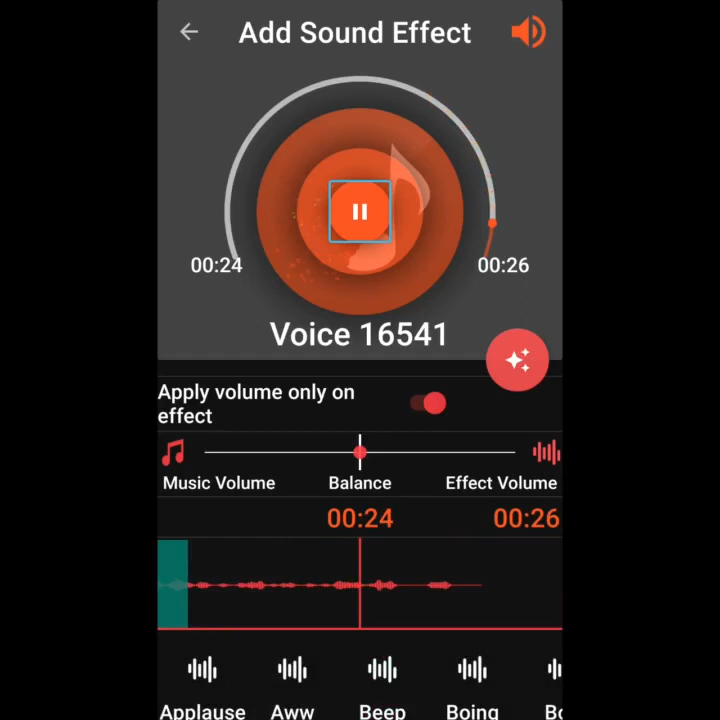 Add Sound Effect
00:24
00:26
Voice 16541
Apply volume only on
effect
Music Volume
Balance
Effect Volume
00:24
00:26
Applause
Aww
Beep
Boing